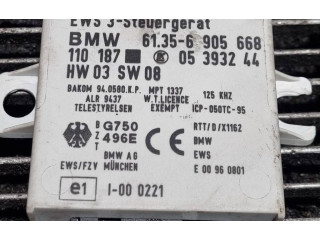 EWS 3-Steuergerät
BMW 61.35-6 905 668
110 187 05 3932 44
HW 03 SW 08
BAKOM 94.0580.K.P. MPT 1337 125 KHZ
ALR 9437 W.T.LICENCE
TELESTYRELSEN EXEMPT ICP-050TC-95
BZT G750 496E RTT/D/X1162
BMW AG BMW
EWS/FZV MÜNCHEN EWS
E 00 96 0801
e1 1-00 0221